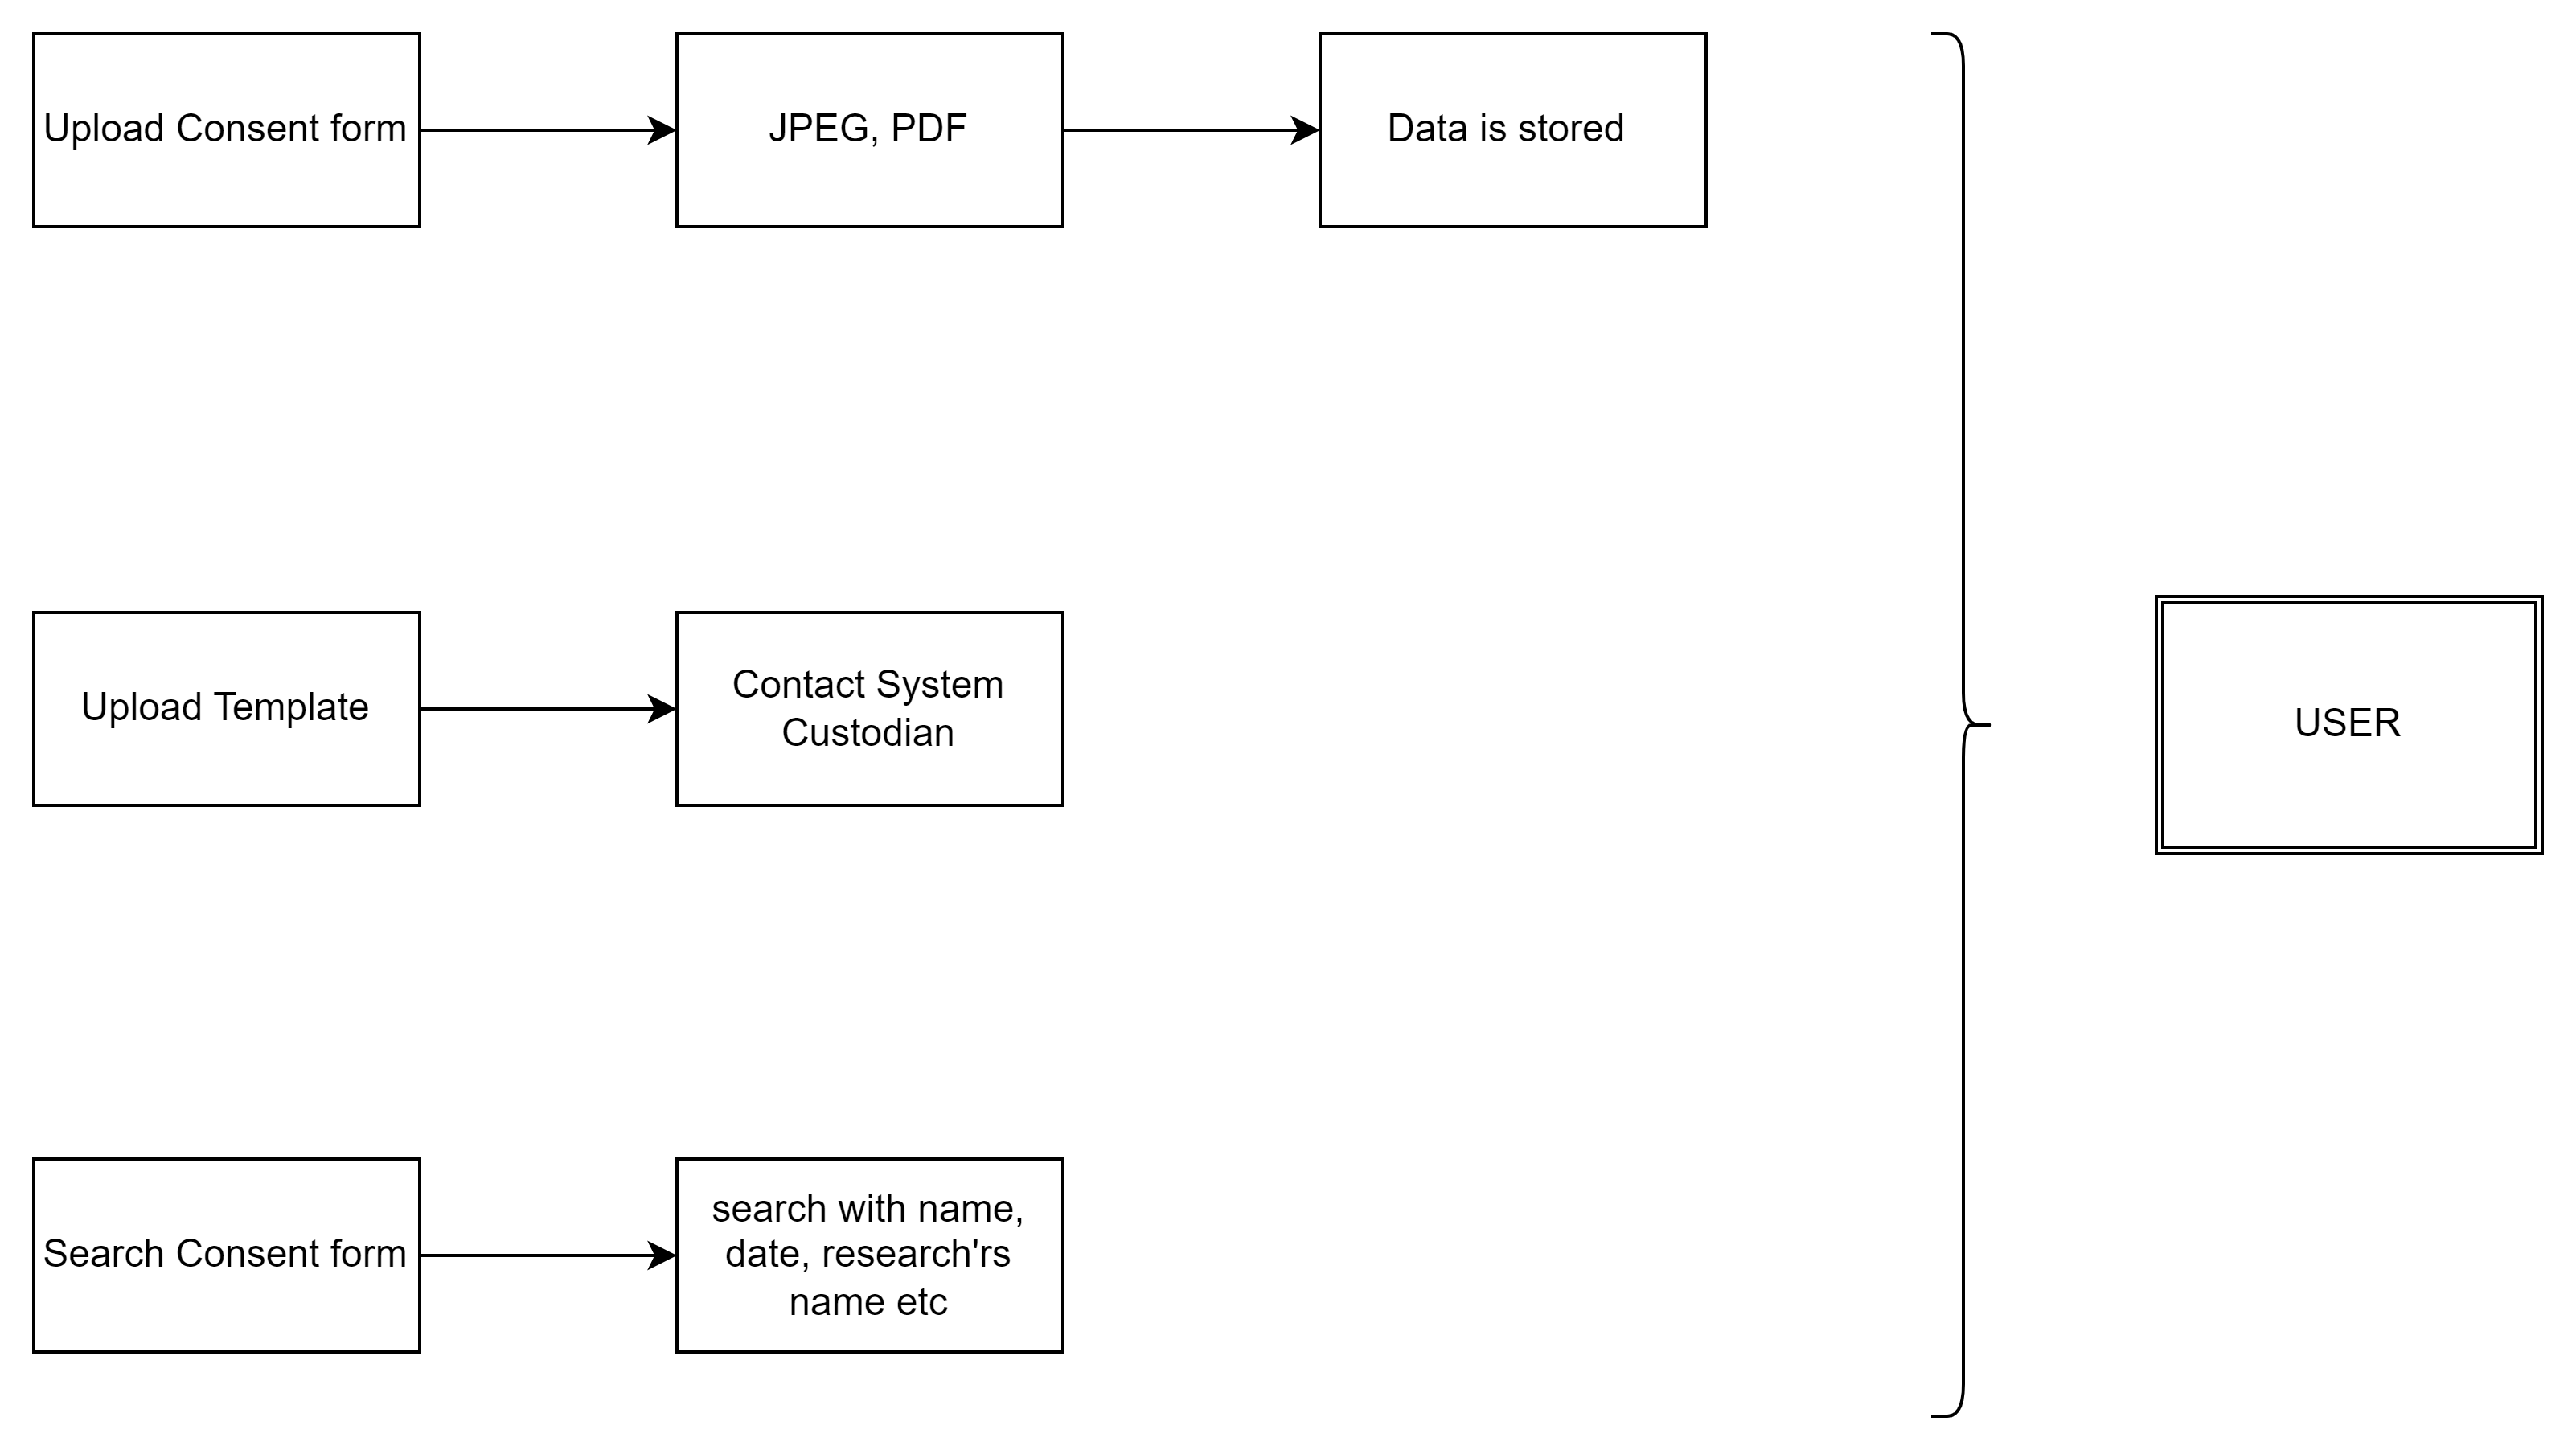 Upload Consent form
JPEG, PDF
Data is stored
Upload Template
Contact System
Custodian
USER
Search Consent form
search with name,
date, research'rs
name etc